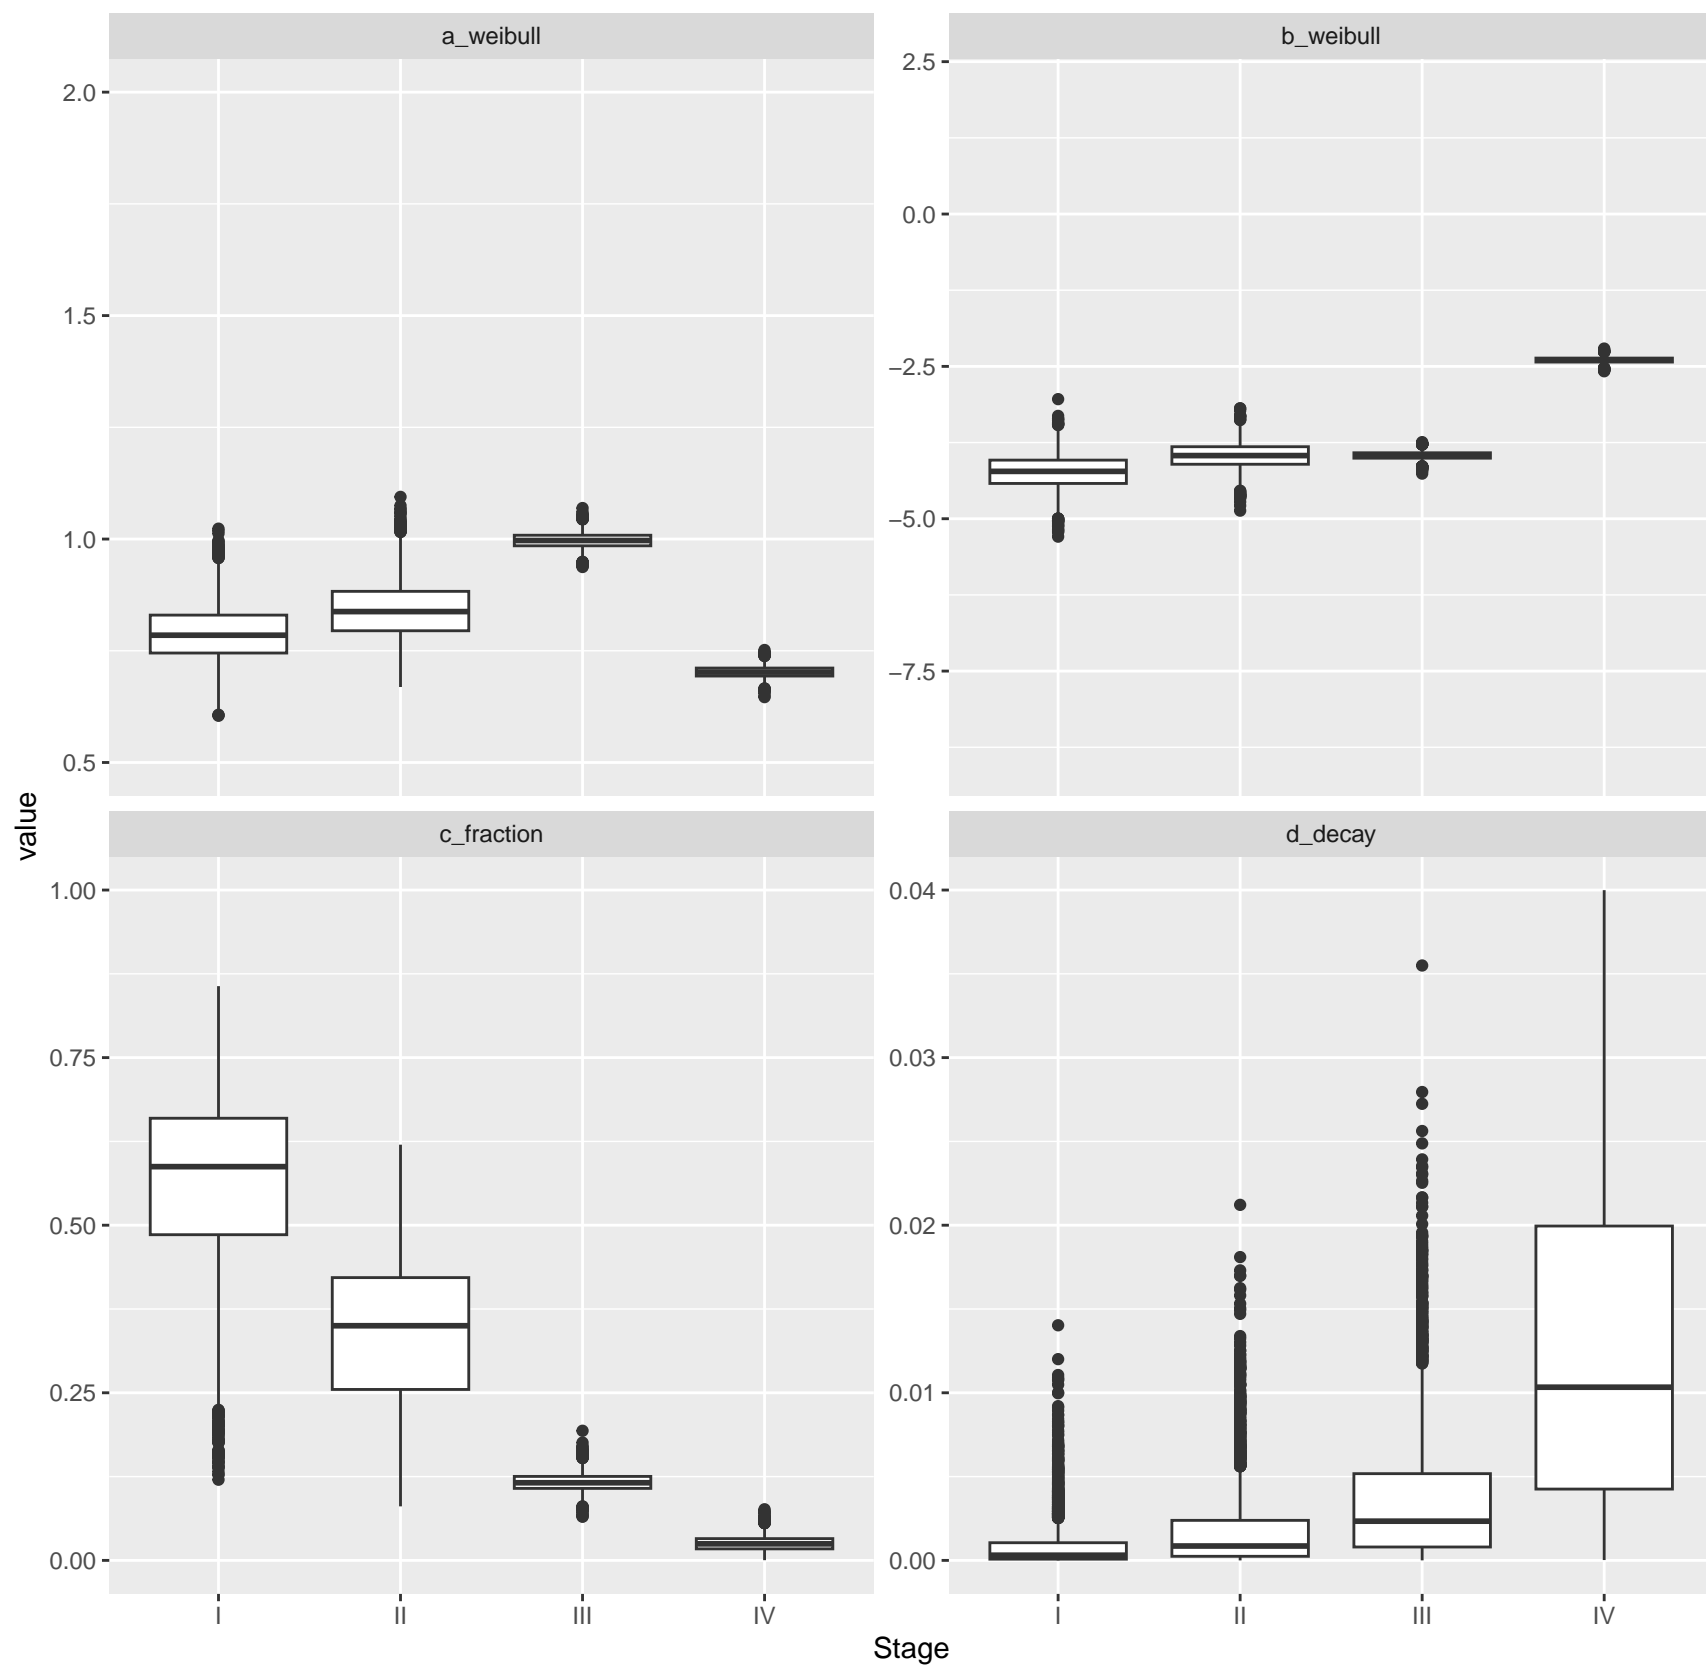 a_weibull
b_weibull
2.0
1.5
1.0
0.5
2.5
0.0
−2.5
−5.0
−7.5
value
c_fraction
d_decay
1.00
0.75
0.50
0.25
0.00
0.04
0.03
0.02
0.01
0.00
I II III IV
I II III IV
Stage